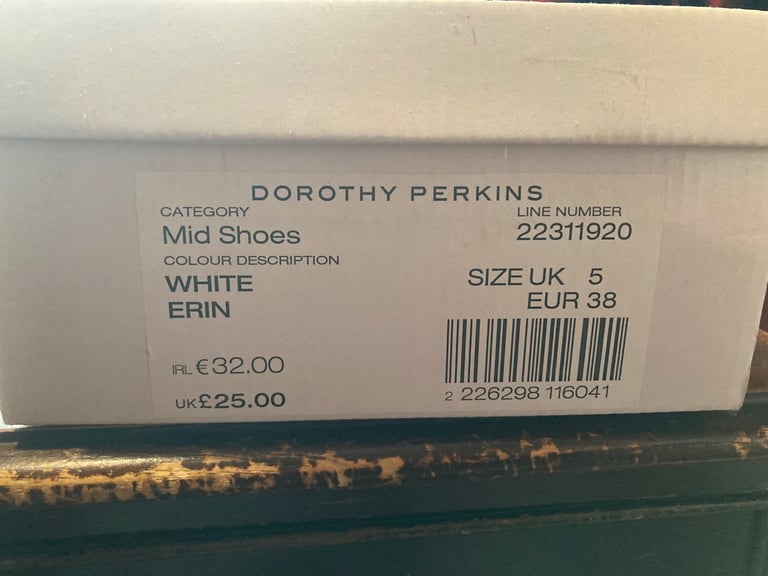 DOROTHY PERKINS
CATEGORY
Mid Shoes
COLOUR DESCRIPTION
WHITE
ERIN
LINE NUMBER
22311920
SIZE UK 5
EUR 38
IRL €32.00
UK £25.00
2 226298 116041